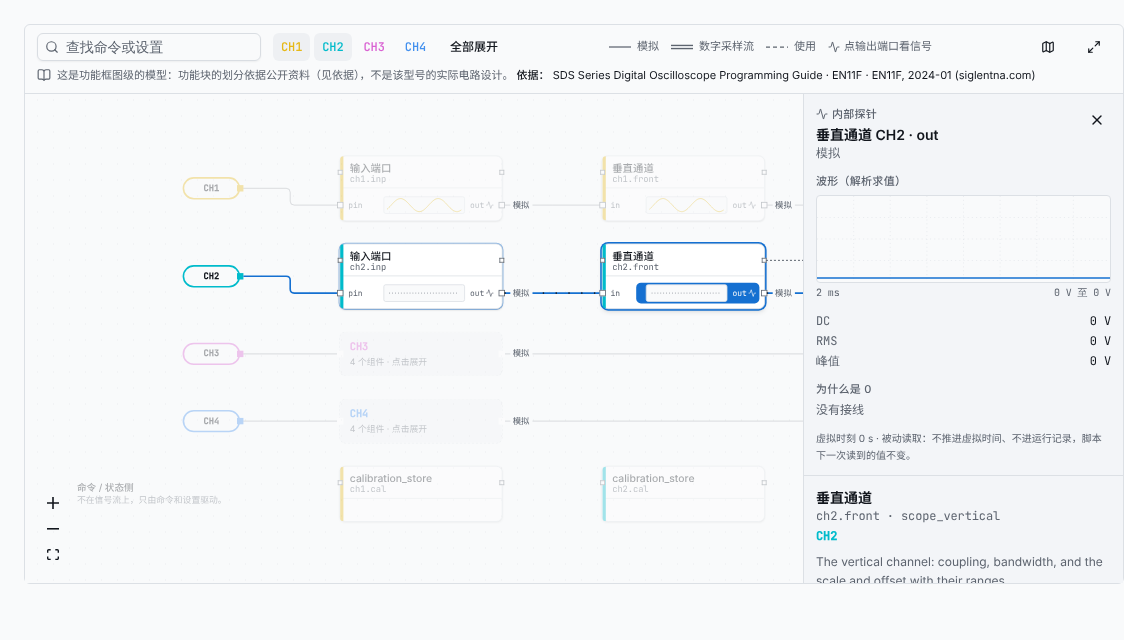 查找命令或设置
CH1
CH2
CH3
CH4
全部展开
模拟
数字采样流
使用
点输出端口看信号
这是功能框图级的模型：功能块的划分依据公开资料（见依据），不是该型号的实际电路设计。 依据： SDS Series Digital Oscilloscope Programming Guide · EN11F · EN11F, 2024-01 (siglentna.com)
CH1
输入端口
ch1.inp
pin
out
模拟
垂直通道
ch1.front
in
out
模拟
CH2
输入端口
ch2.inp
pin
out
模拟
垂直通道
ch2.front
in
out
模拟
CH3
CH3
4 个组件 · 点击展开
模拟
CH4
CH4
4 个组件 · 点击展开
模拟
命令 / 状态侧
不在信号流上，只由命令和设置驱动。
calibration_store
ch1.cal
calibration_store
ch2.cal
内部探针
垂直通道 CH2 · out
模拟
波形（解析求值）
2 ms
0 V 至 0 V
DC
0 V
RMS
0 V
峰值
0 V
为什么是 0
没有接线
虚拟时刻 0 s · 被动读取：不推进虚拟时间、不进运行记录，脚本
下一次读到的值不变。
垂直通道
ch2.front · scope_vertical
CH2
The vertical channel: coupling, bandwidth, and the
scale and offset with their ranges